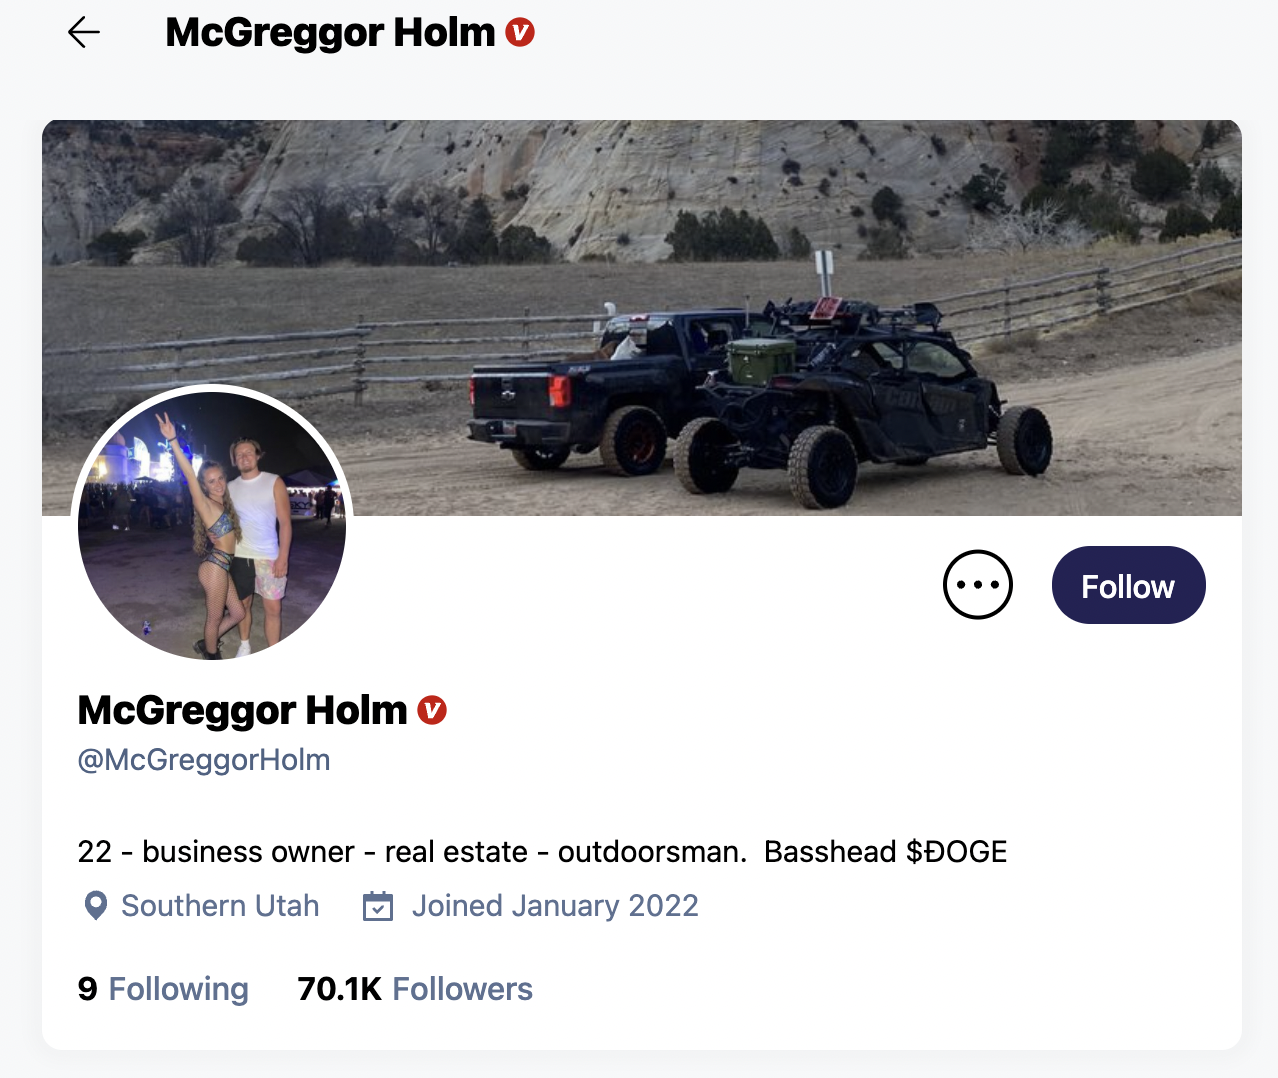 McGreggor Holm
McGreggor Holm
@McGreggorHolm
22 - business owner - real estate - outdoorsman.  Basshead $ÐOGE
Southern Utah
Joined January 2022
9 Following
70.1K Followers
Follow